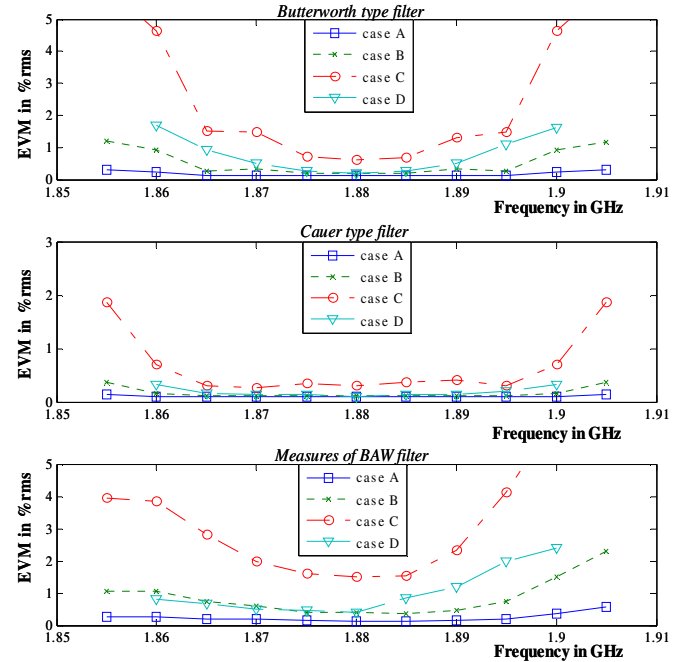 Butterworth type filter
5
4
3
2
1
0
EVM in %rms
case A
case B
case C
case D
1.85
1.86
1.87
1.88
1.89
1.9
1.91
Frequency in GHz
Cauer type filter
3
2
1
0
EVM in %rms
case A
case B
case C
case D
1.85
1.86
1.87
1.88
1.89
1.9
1.91
Frequency in GHz
Measures of BAW filter
5
4
3
2
1
0
EVM in %rms
case A
case B
case C
case D
1.85
1.86
1.87
1.88
1.89
1.9
1.91
Frequency in GHz